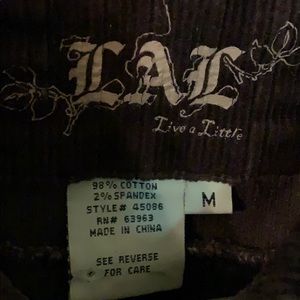 LAL
Live a Little
98% COTTON
2% SPANDEX
STYLE# 45086
RN# 63963
MADE IN CHINA
M
SEE REVERSE
FOR CARE